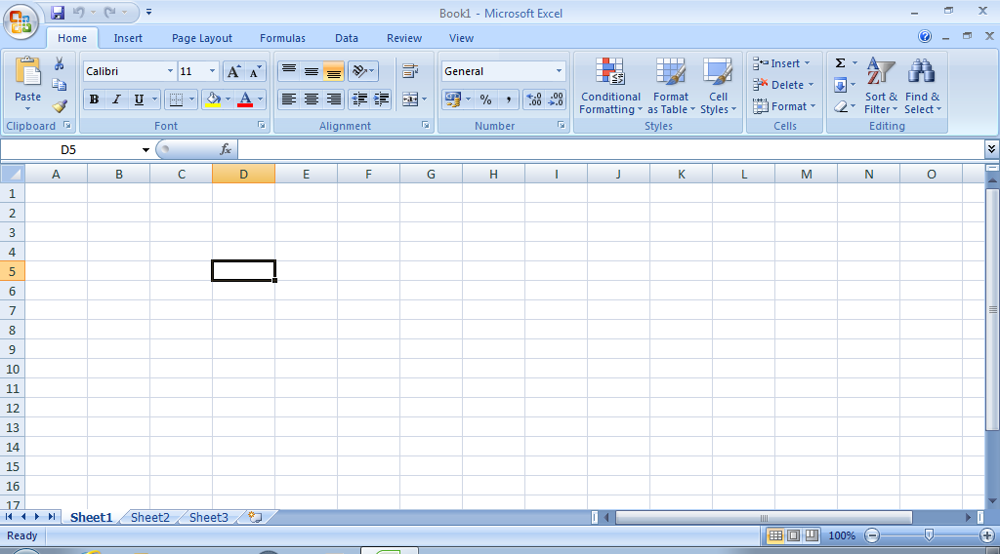 Book1 - Microsoft Excel
Home Insert Page Layout Formulas Data Review View
Calibri 11 General Insert
Paste B I U % , .00 .0 Conditional Formatting Format as Table Cell Styles Delete Σ Sort & Filter Find & Select
Format
Clipboard Font Alignment Number Styles Cells Editing
D5 fx
A B C D E F G H I J K L M N O
1
2
3
4
5
6
7
8
9
10
11
12
13
14
15
16
17
Sheet1 Sheet2 Sheet3
Ready 100%